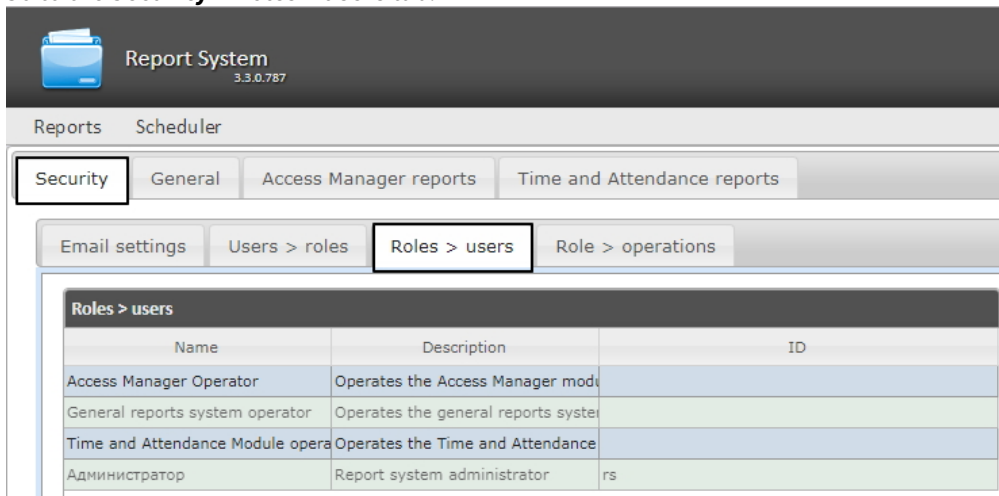 Report System
3.3.0.787
Reports Scheduler
Security General Access Manager reports Time and Attendance reports
Email settings Users > roles Roles > users Role > operations
Roles > users
Name Description ID
Access Manager Operator Operates the Access Manager modu
General reports system operator Operates the general reports syster
Time and Attendance Module opera Operates the Time and Attendance
Администратор Report system administrator rs